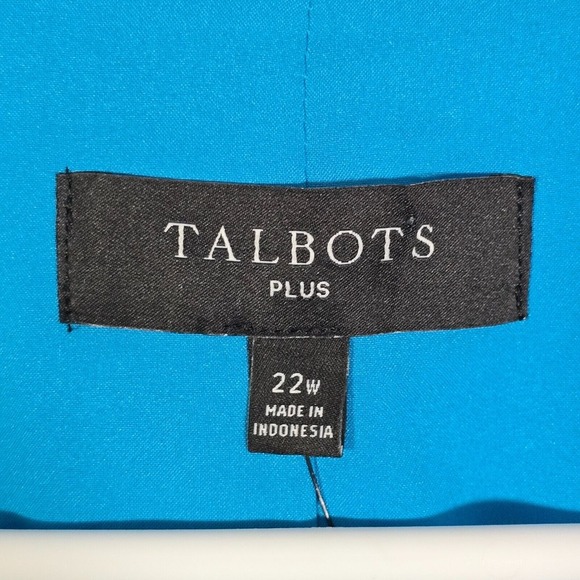 TALBOTS
PLUS
22W
MADE IN
INDONESIA